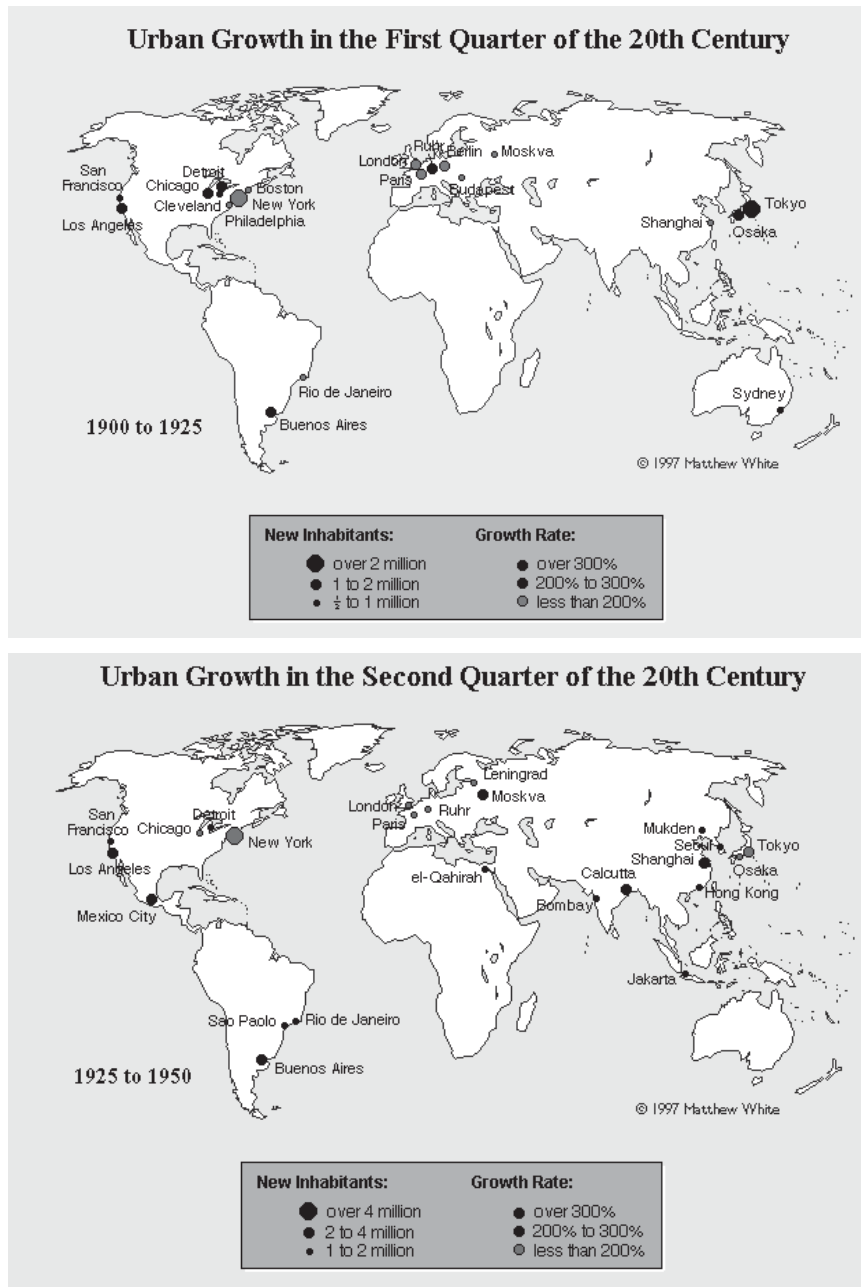 Urban Growth in the First Quarter of the 20th Century
Ruhr
London
Berlin
Moskva
Paris
Budapest
San
Francisco
Detroit
Chicago
Boston
Cleveland
New York
Los Angeles
Philadelphia
Tokyo
Shanghai
Osaka
Rio de Janeiro
Sydney
Buenos Aires
1900 to 1925
© 1997 Matthew White
New Inhabitants: Growth Rate:
over 2 million over 300%
1 to 2 million 200% to 300%
½ to 1 million less than 200%
Urban Growth in the Second Quarter of the 20th Century
Leningrad
London
Moskva
Ruhr
Paris
San
Francisco
Detroit
Chicago
New York
Mukden
Seoul
Tokyo
Shanghai
Los Angeles
el-Qahirah
Calcutta
Osaka
Bombay
Hong Kong
Mexico City
Jakarta
Sao Paolo
Rio de Janeiro
Buenos Aires
1925 to 1950
© 1997 Matthew White
New Inhabitants: Growth Rate:
over 4 million over 300%
2 to 4 million 200% to 300%
1 to 2 million less than 200%